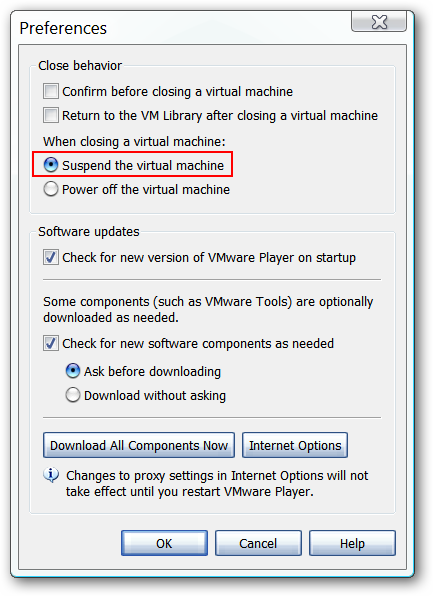 Preferences
Close behavior
Confirm before closing a virtual machine
Return to the VM Library after closing a virtual machine
When closing a virtual machine:
Suspend the virtual machine
Power off the virtual machine
Software updates
Check for new version of VMware Player on startup
Some components (such as VMware Tools) are optionally
downloaded as needed.
Check for new software components as needed
Ask before downloading
Download without asking
Download All Components Now Internet Options
Changes to proxy settings in Internet Options will not
take effect until you restart VMware Player.
OK Cancel Help